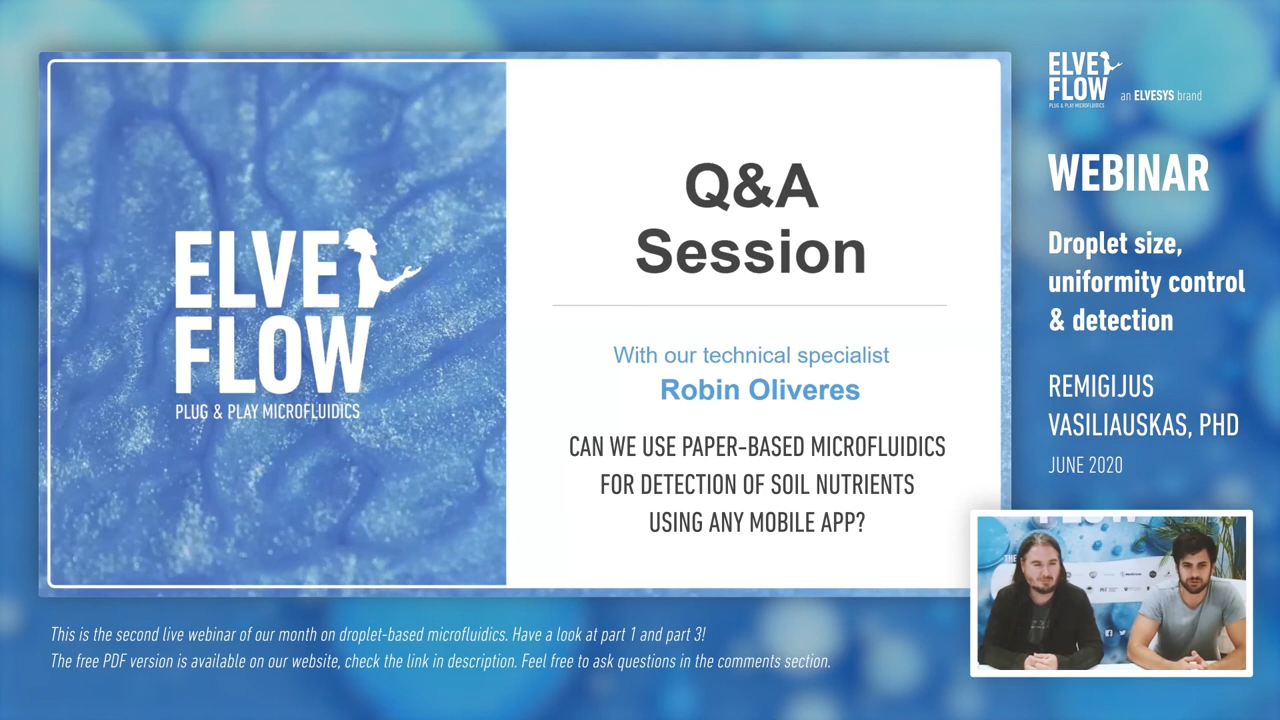 ELVE
FLOW
PLUG & PLAY MICROFLUIDICS
Q&A
Session
With our technical specialist
Robin Oliveres
CAN WE USE PAPER-BASED MICROFLUIDICS
FOR DETECTION OF SOIL NUTRIENTS
USING ANY MOBILE APP?
ELVE
FLOW
PLUG & PLAY MICROFLUIDICS
an ELVESYS brand
WEBINAR
Droplet size,
uniformity control
& detection
REMIGIJUS
VASILIAUSKAS, PHD
JUNE 2020
THE
This is the second live webinar of our month on droplet-based microfluidics. Have a look at part 1 and part 3!
The free PDF version is available on our website, check the link in description. Feel free to ask questions in the comments section.